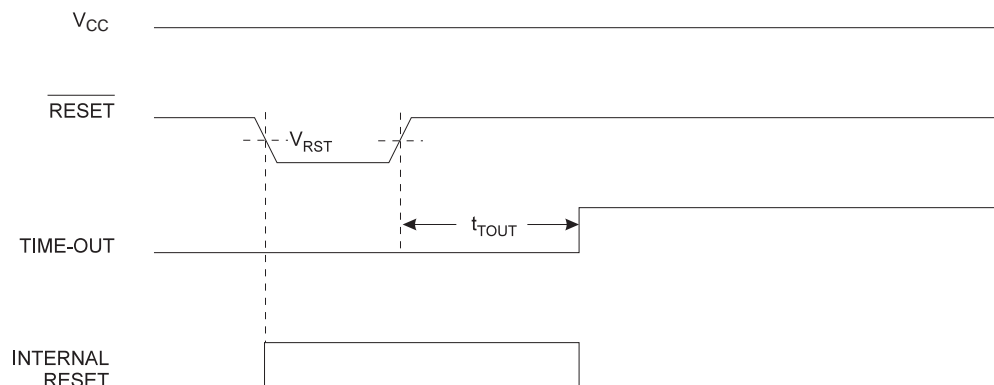 VCC
RESET
VRST
tTOUT
TIME-OUT
INTERNAL
RESET